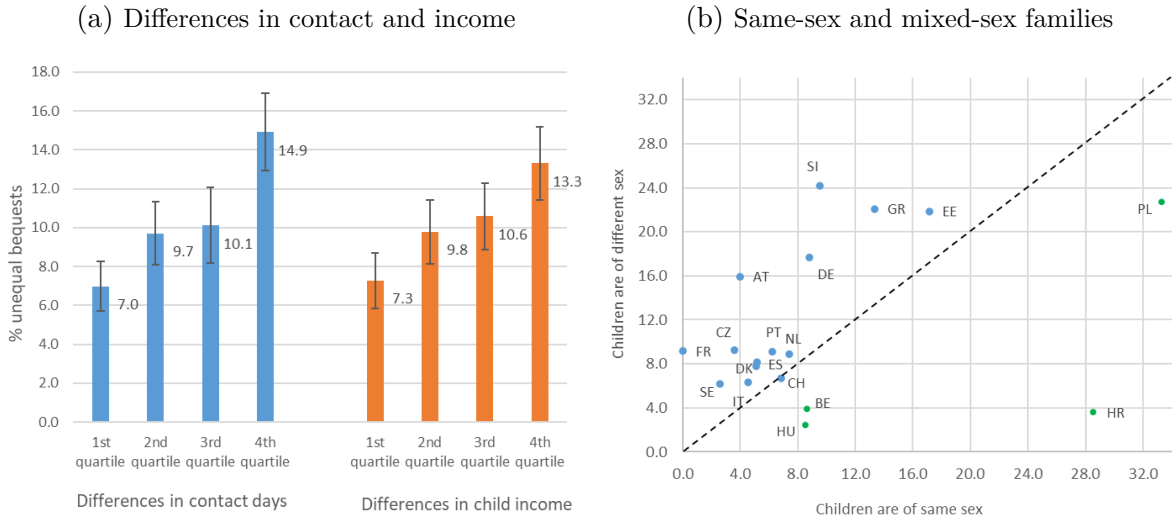 (a) Differences in contact and income
18.0
16.0
14.0
12.0
10.0
8.0
6.0
4.0
2.0
0.0
% unequal bequests
7.0
9.7
10.1
14.9
7.3
9.8
10.6
13.3
1st quartile
2nd quartile
3rd quartile
4th quartile
1st quartile
2nd quartile
3rd quartile
4th quartile
Differences in contact days
Differences in child income
(b) Same-sex and mixed-sex families
32.0
28.0
24.0
20.0
16.0
12.0
8.0
4.0
0.0
Children are of different sex
SI
GR
EE
PL
DE
AT
CZ
PT
NL
FR
DK
ES
CH
SE
IT
BE
HU
HR
0.0
4.0
8.0
12.0
16.0
20.0
24.0
28.0
32.0
Children are of same sex